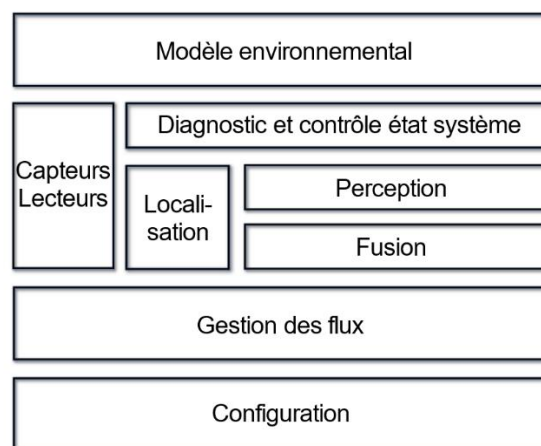 Modèle environnemental
Diagnostic et contrôle état système
Capteurs
Lecteurs
Locali-
sation
Perception
Fusion
Gestion des flux
Configuration